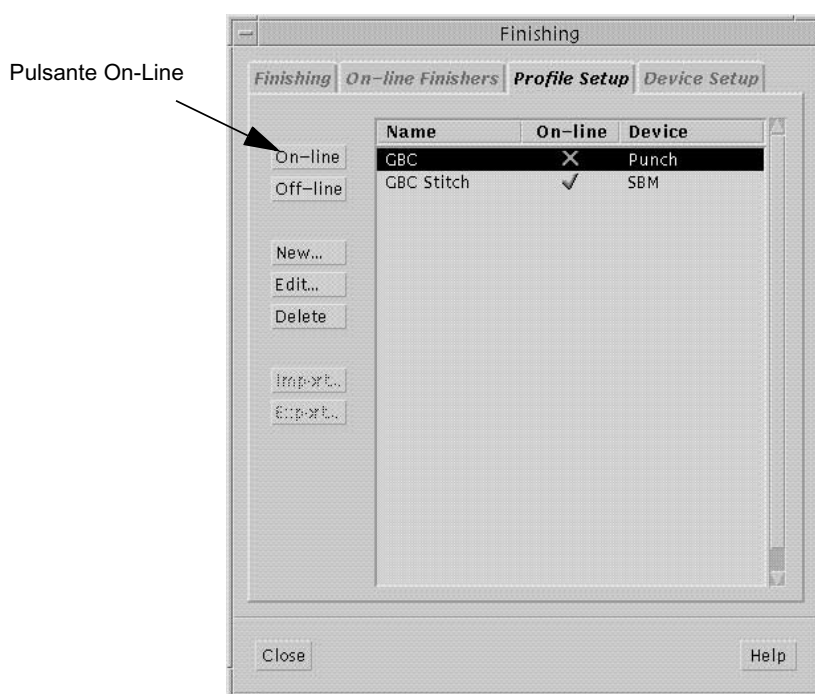 Finishing
Pulsante On-Line
Finishing On-line Finishers Profile Setup Device Setup
Name On-line Device
On-line
GBC Punch
Off-line
GBC Stitch SBM
New...
Edit...
Delete
Import..
Export..
Close Help